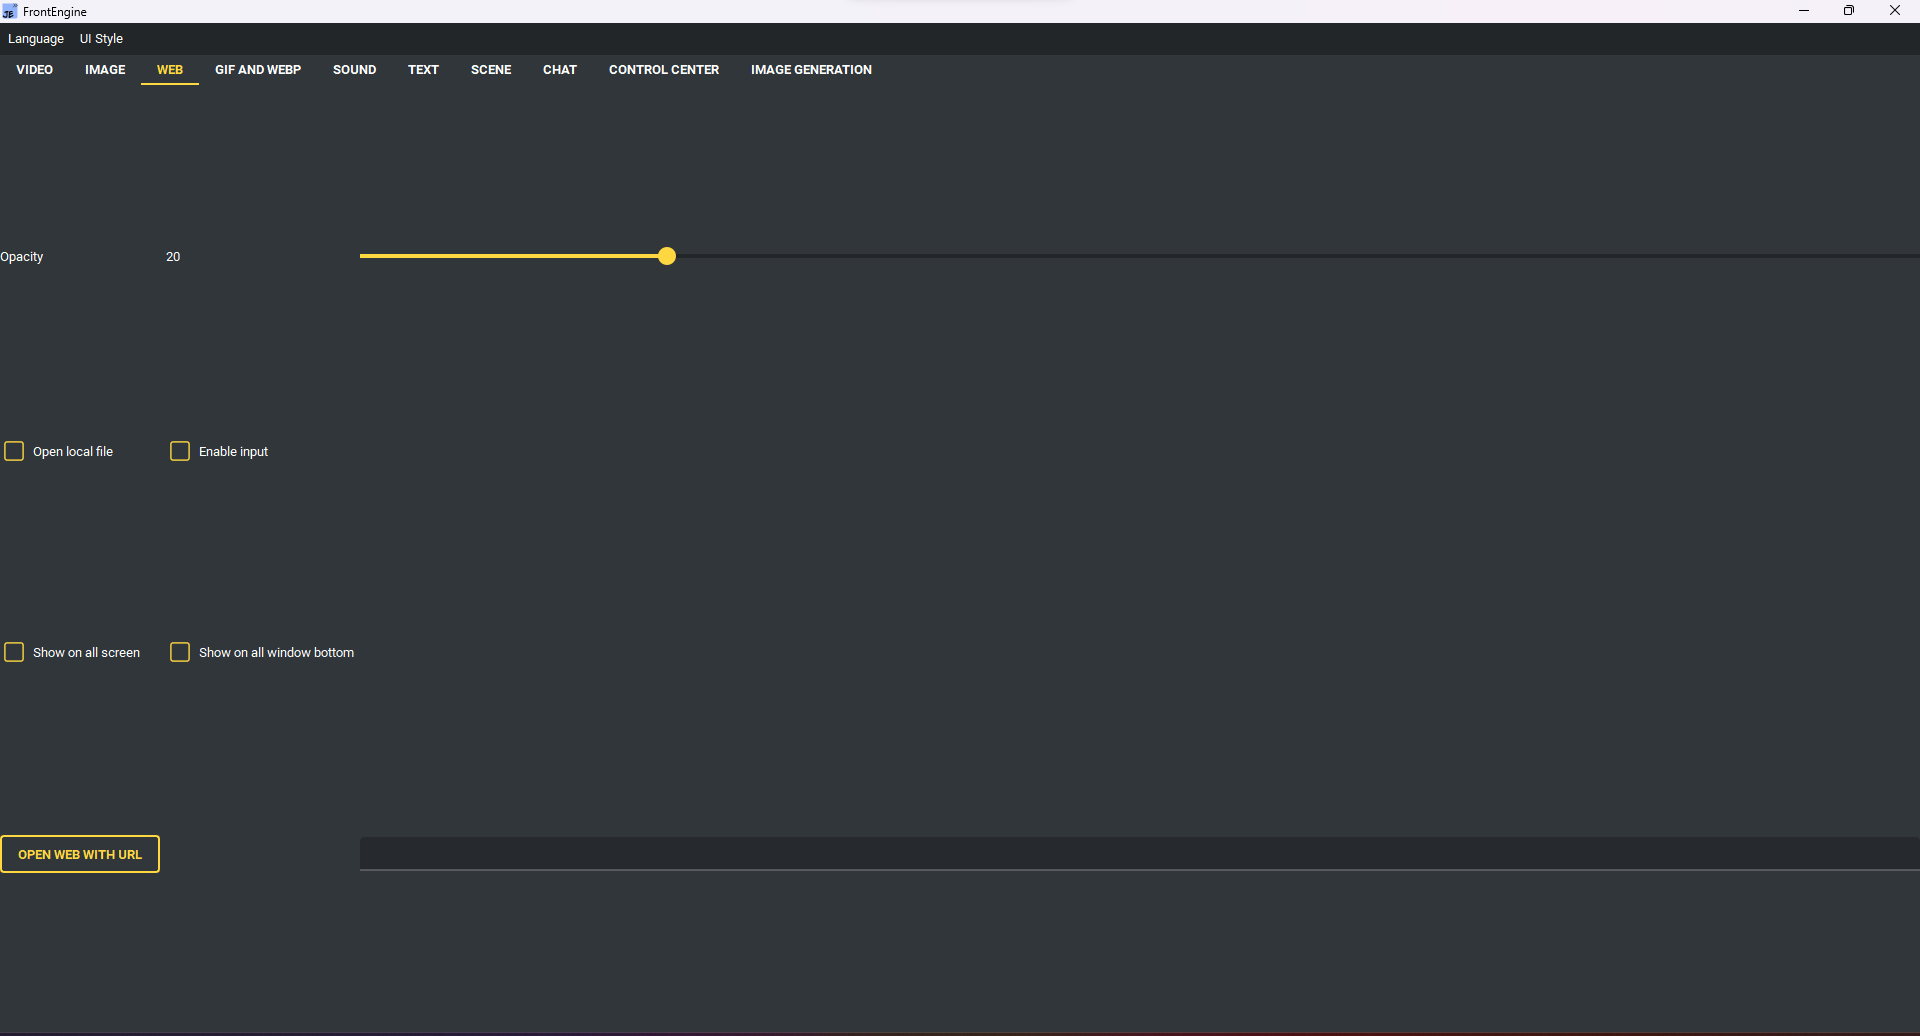 FrontEngine
Language UI Style
VIDEO IMAGE WEB GIF AND WEBP SOUND TEXT SCENE CHAT CONTROL CENTER IMAGE GENERATION
Opacity 20
Open local file Enable input
Show on all screen Show on all window bottom
OPEN WEB WITH URL